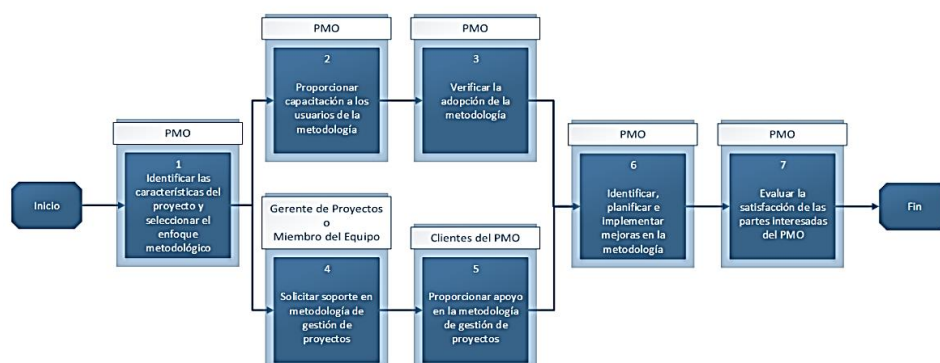 Inicio
PMO
1
Identificar las
características del
proyecto y
seleccionar el
enfoque
metodológico
PMO
2
Proporcionar
capacitación a los
usuarios de la
metodología
PMO
3
Verificar la
adopción de la
metodología
Gerente de Proyectos
o
Miembro del Equipo
4
Solicitar soporte en
metodología de
gestión de
proyectos
Clientes del PMO
5
Proporcionar apoyo
en la metodología
de gestión de
proyectos
PMO
6
Identificar,
planificar e
implementar
mejoras en la
metodología
PMO
7
Evaluar la
satisfacción de las
partes interesadas
del PMO
Fin